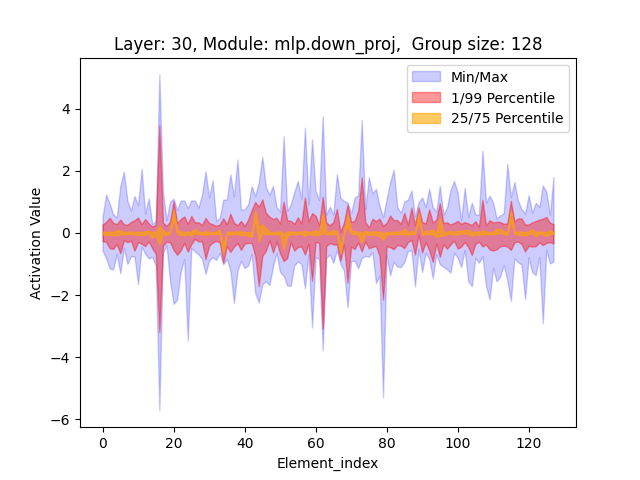 Layer: 30, Module: mlp.down_proj,  Group size: 128
Min/Max
1/99 Percentile
25/75 Percentile
Activation Value
4
2
0
−2
−4
−6
0 20 40 60 80 100 120
Element_index